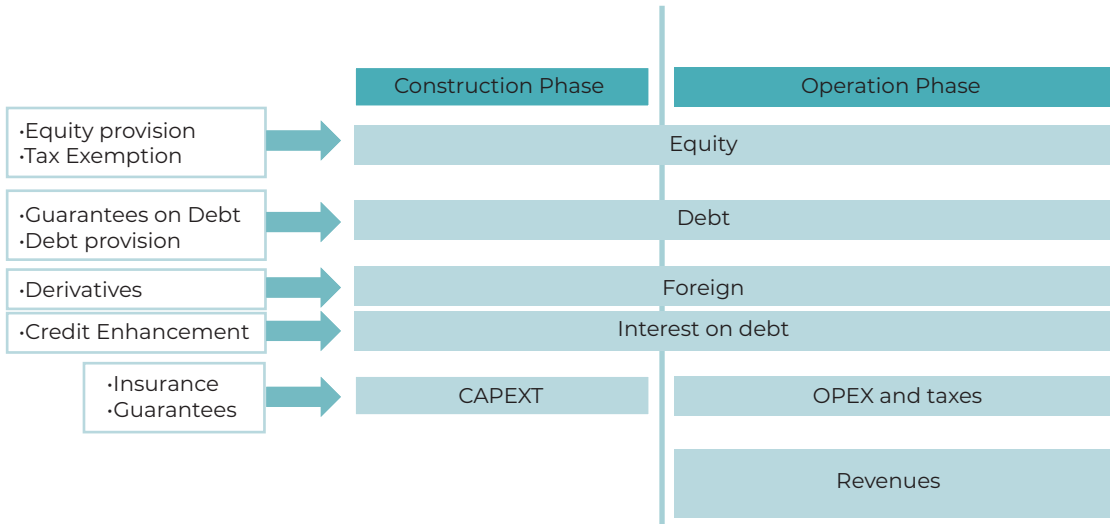 Construction Phase
Operation Phase
·Equity provision
·Tax Exemption
Equity
·Guarantees on Debt
·Debt provision
Debt
·Derivatives
Foreign
·Credit Enhancement
Interest on debt
·Insurance
·Guarantees
CAPEXT
OPEX and taxes
Revenues